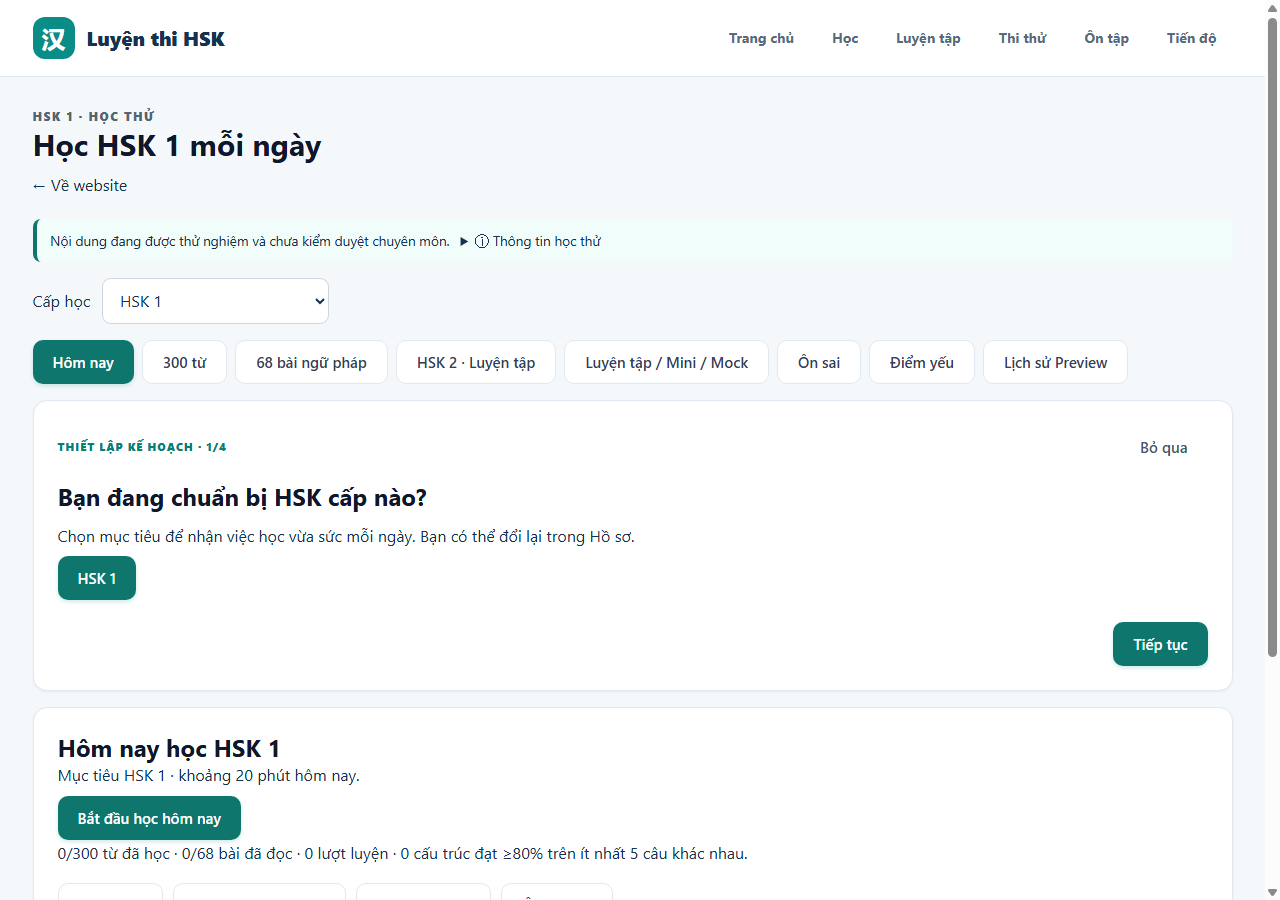 汉 Luyện thi HSK
Trang chủ Học Luyện tập Thi thử Ôn tập Tiến độ
HSK 1 · HỌC THỬ
Học HSK 1 mỗi ngày
← Về website
Nội dung đang được thử nghiệm và chưa kiểm duyệt chuyên môn. ▶ ⓘ Thông tin học thử
Cấp học HSK 1
Hôm nay 300 từ 68 bài ngữ pháp HSK 2 · Luyện tập Luyện tập / Mini / Mock Ôn sai Điểm yếu Lịch sử Preview
THIẾT LẬP KẾ HOẠCH · 1/4 Bỏ qua
Bạn đang chuẩn bị HSK cấp nào?
Chọn mục tiêu để nhận việc học vừa sức mỗi ngày. Bạn có thể đổi lại trong Hồ sơ.
HSK 1
Tiếp tục
Hôm nay học HSK 1
Mục tiêu HSK 1 · khoảng 20 phút hôm nay.
Bắt đầu học hôm nay
0/300 từ đã học · 0/68 bài đã đọc · 0 lượt luyện · 0 cấu trúc đạt ≥80% trên ít nhất 5 câu khác nhau.